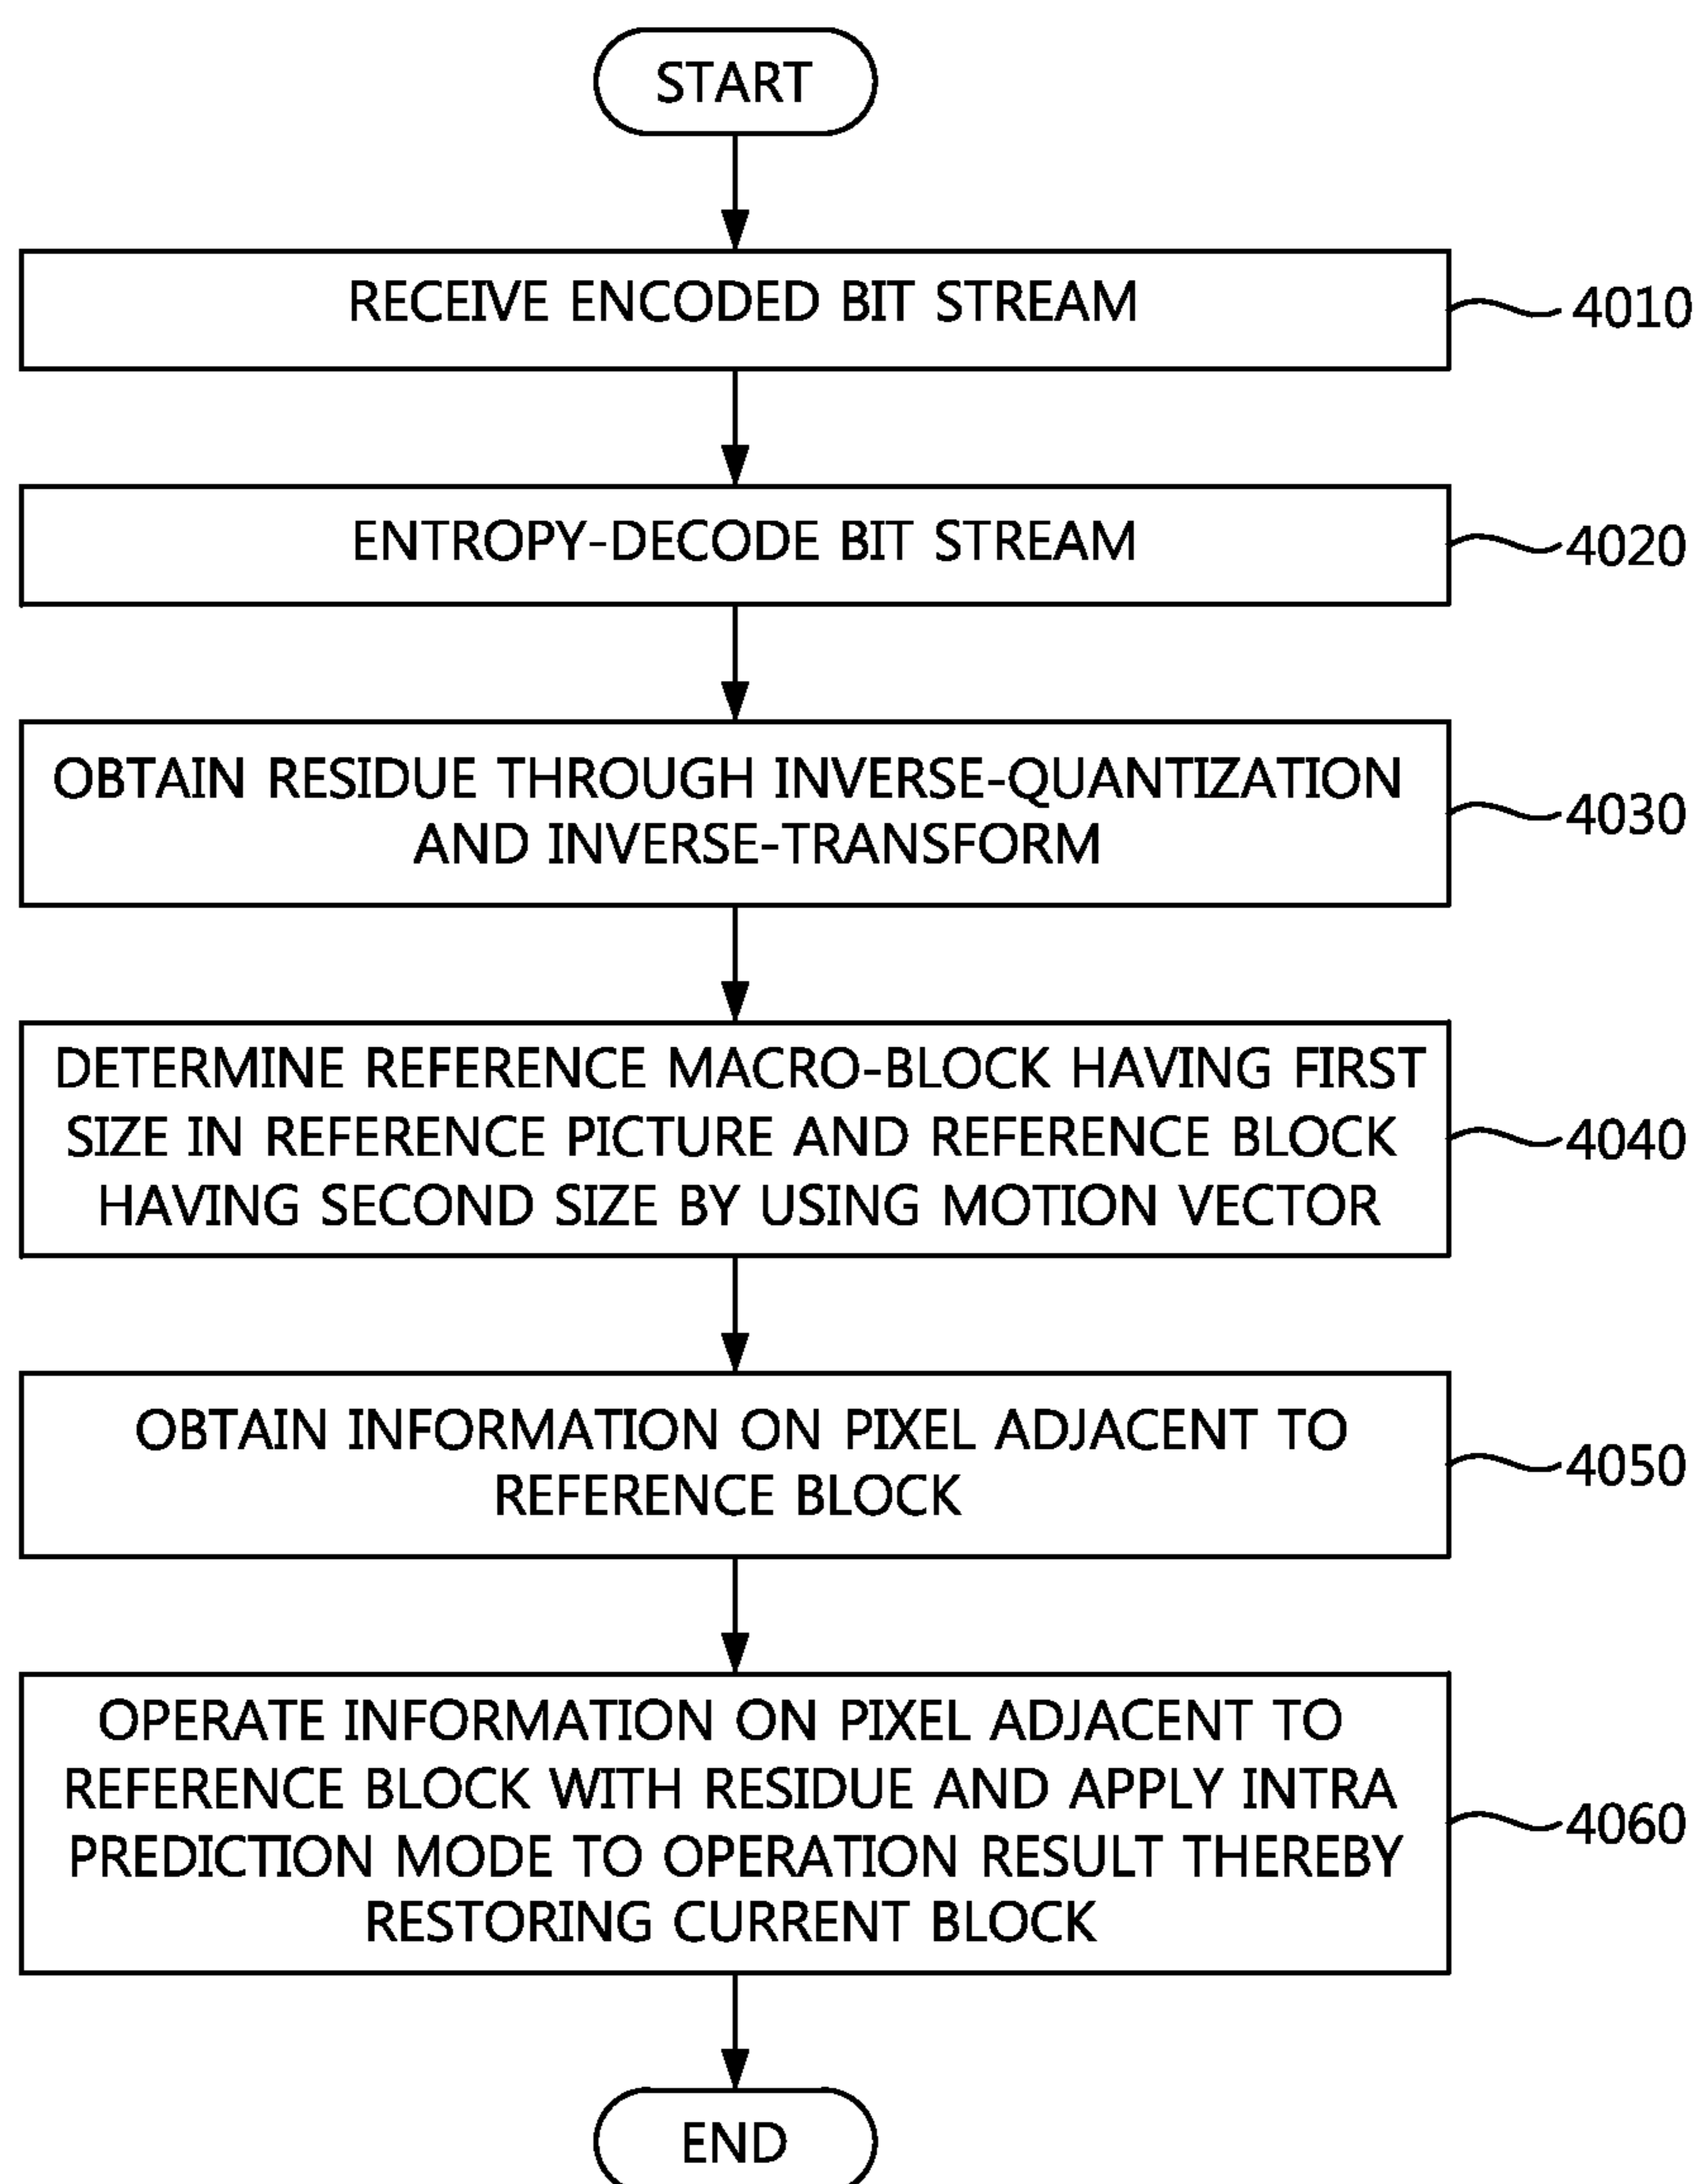 START
RECEIVE ENCODED BIT STREAM
4010
ENTROPY-DECODE BIT STREAM
4020
OBTAIN RESIDUE THROUGH INVERSE-QUANTIZATION
AND INVERSE-TRANSFORM
4030
DETERMINE REFERENCE MACRO-BLOCK HAVING FIRST
SIZE IN REFERENCE PICTURE AND REFERENCE BLOCK
HAVING SECOND SIZE BY USING MOTION VECTOR
4040
OBTAIN INFORMATION ON PIXEL ADJACENT TO
REFERENCE BLOCK
4050
OPERATE INFORMATION ON PIXEL ADJACENT TO
REFERENCE BLOCK WITH RESIDUE AND APPLY INTRA
PREDICTION MODE TO OPERATION RESULT THEREBY
RESTORING CURRENT BLOCK
4060
END